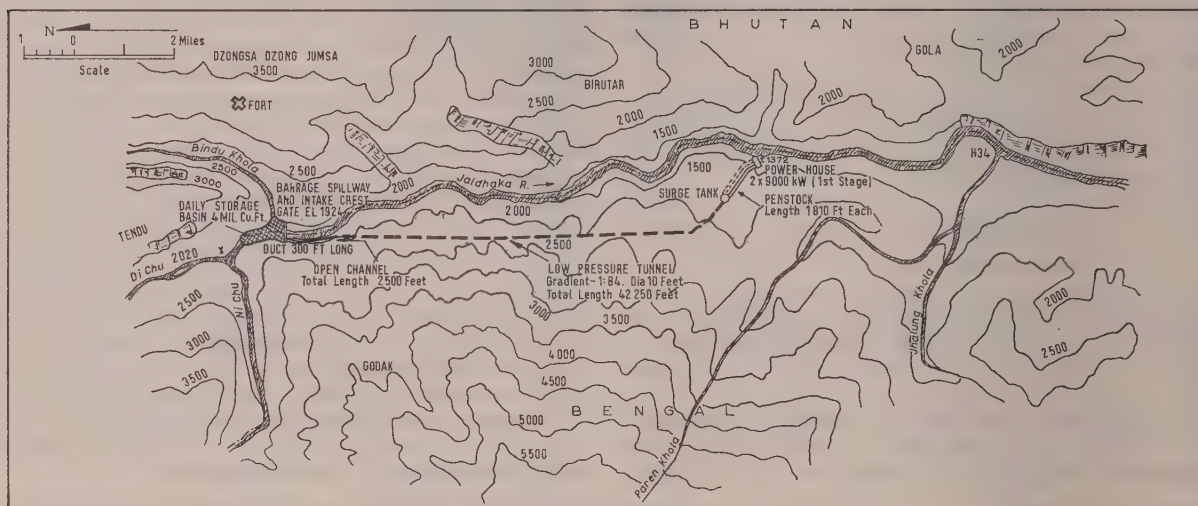 N
1 0 2 Miles
Scale
BHUTAN
DZONGSA DZONG JUMSA
3500
FORT
3000
BIRUTAR
2500
2000
GOLA
2000
2000
1500
Bindu Khola
2500
3000
2500
2000
BARRAGE SPILLWAY
AND INTAKE CREST
GATE EL 1924
DAILY STORAGE
BASIN 4 MIL. Cu. Ft.
TENDU
Di Chu 2020
x
DUCT 300 FT LONG
Jaldhaka R.
2000
1500
SURGE TANK
1372
POWER-HOUSE
2 x 9000 kW (1st Stage)
PENSTOCK
Length 1810 Ft Each
H34
2500
OPEN CHANNEL
Total Length 2500 Feet
LOW PRESSURE TUNNEL
Gradient-1:84. Dia 10 Feet
Total Length 42 250 Feet
Ni Chu
2500
3000
3500
GODAK
3000
3500
4000
4500
5000
5500
BENGAL
Paren Khola
Jhalung Khola
2000
2500